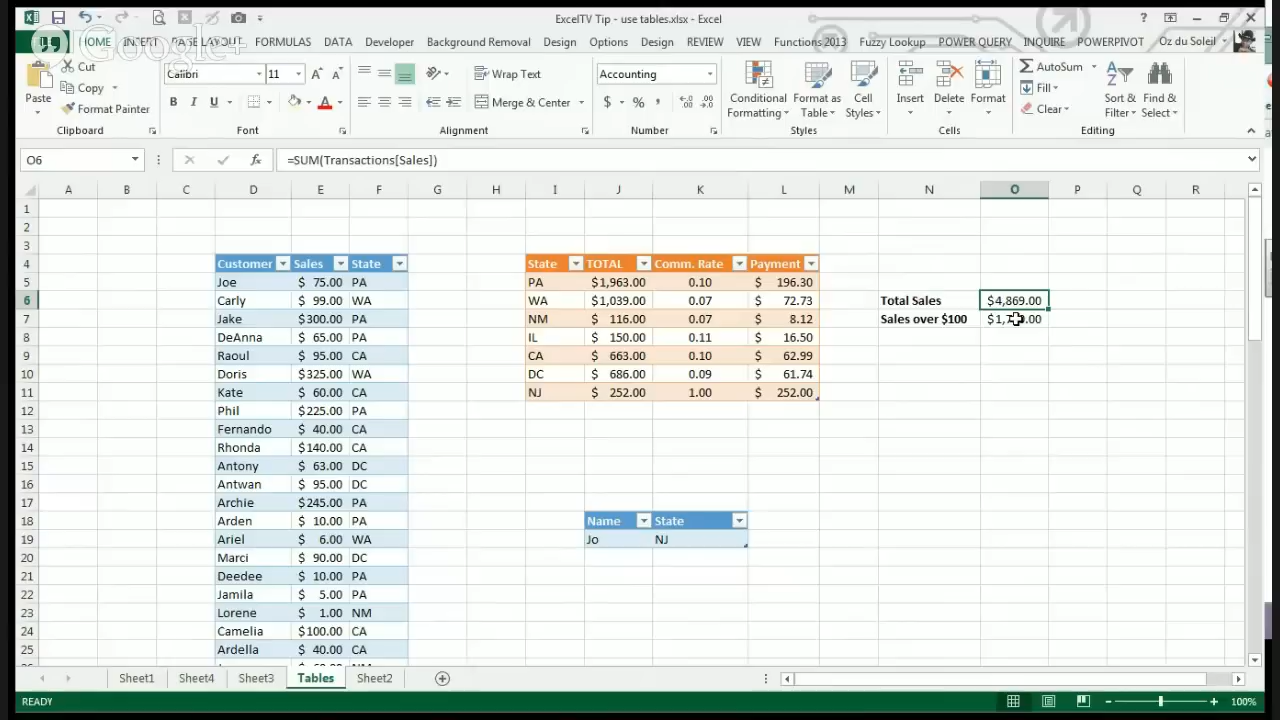 ExcelTV Tip - use tables.xlsx - Excel
Google+
HOME INSERT PAGE LAYOUT FORMULAS DATA Developer Background Removal Design Options Design REVIEW VIEW Functions 2013 Fuzzy Lookup POWER QUERY INQUIRE POWERPIVOT Oz du Soleil
Paste
Cut
Copy
Format Painter
Calibri 11
B I U
Wrap Text
Merge & Center
Accounting
$ % ,
Conditional Formatting
Format as Table
Cell Styles
Insert Delete Format
AutoSum
Fill
Clear
Sort & Filter
Find & Select
Clipboard Font Alignment Number Styles Cells Editing
O6 fx =SUM(Transactions[Sales])
A B C D E F G H I J K L M N O P Q R
1
2
3
4 Customer Sales State State TOTAL Comm. Rate Payment
5 Joe $ 75.00 PA PA $1,963.00 0.10 $ 196.30
6 Carly $ 99.00 WA WA $1,039.00 0.07 $ 72.73 Total Sales $4,869.00
7 Jake $300.00 PA NM $ 116.00 0.07 $ 8.12 Sales over $100
8 DeAnna $ 65.00 PA IL $ 150.00 0.11 $ 16.50
9 Raoul $ 95.00 CA CA $ 663.00 0.10 $ 62.99
10 Doris $325.00 WA DC $ 686.00 0.09 $ 61.74
11 Kate $ 60.00 CA NJ $ 252.00 1.00 $ 252.00
12 Phil $225.00 PA
13 Fernando $ 40.00 CA
14 Rhonda $140.00 CA
15 Antony $ 63.00 DC
16 Antwan $ 95.00 DC
17 Archie $245.00 PA
18 Arden $ 10.00 PA Name State
19 Ariel $ 6.00 WA Jo NJ
20 Marci $ 90.00 DC
21 Deedee $ 10.00 PA
22 Jamila $ 5.00 PA
23 Lorene $ 1.00 NM
24 Camelia $100.00 CA
25 Ardella $ 40.00 CA
Sheet1 Sheet4 Sheet3 Tables Sheet2
READY 100%